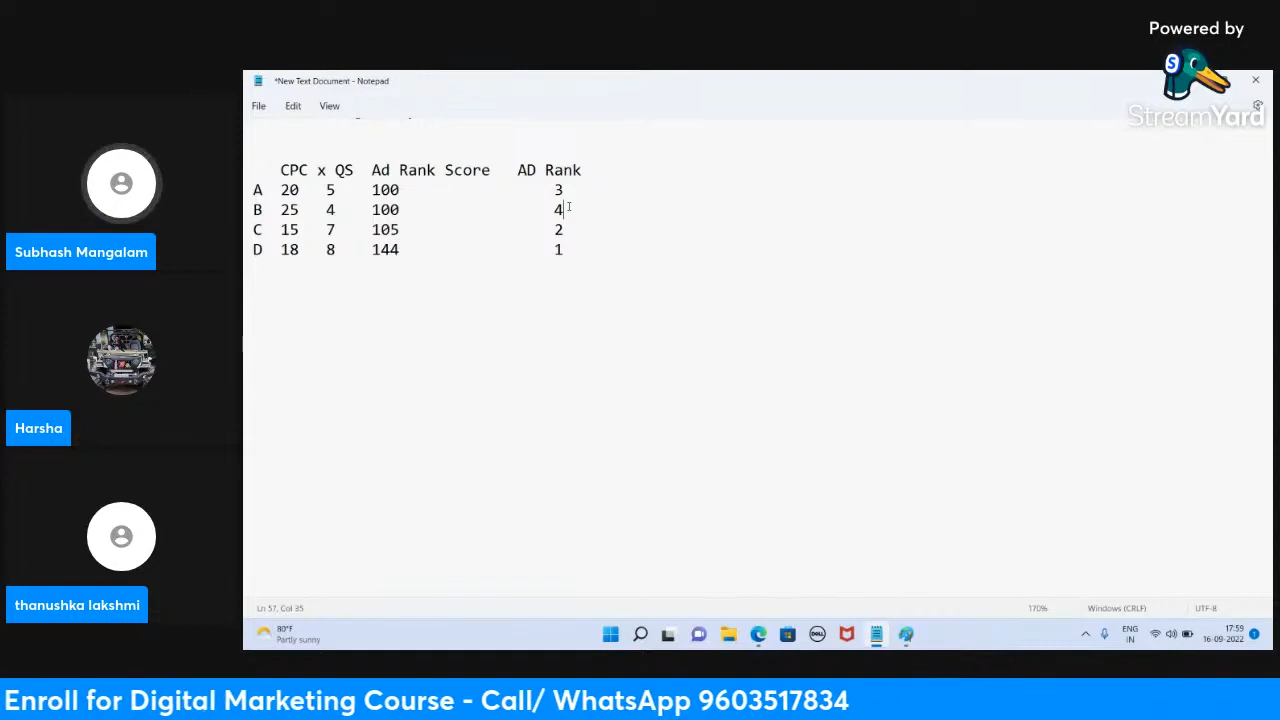 Powered by
StreamYard
*New Text Document - Notepad
File Edit View
CPC x QS Ad Rank Score AD Rank
A 20 5 100 3
B 25 4 100 4
C 15 7 105 2
D 18 8 144 1
Subhash Mangalam
Harsha
thanushka lakshmi
Ln 57, Col 35 170% Windows (CRLF) UTF-8
80°F
Partly sunny
DELL
ENG
IN
17:59
16-09-2022
1
Enroll for Digital Marketing Course - Call/ WhatsApp 9603517834